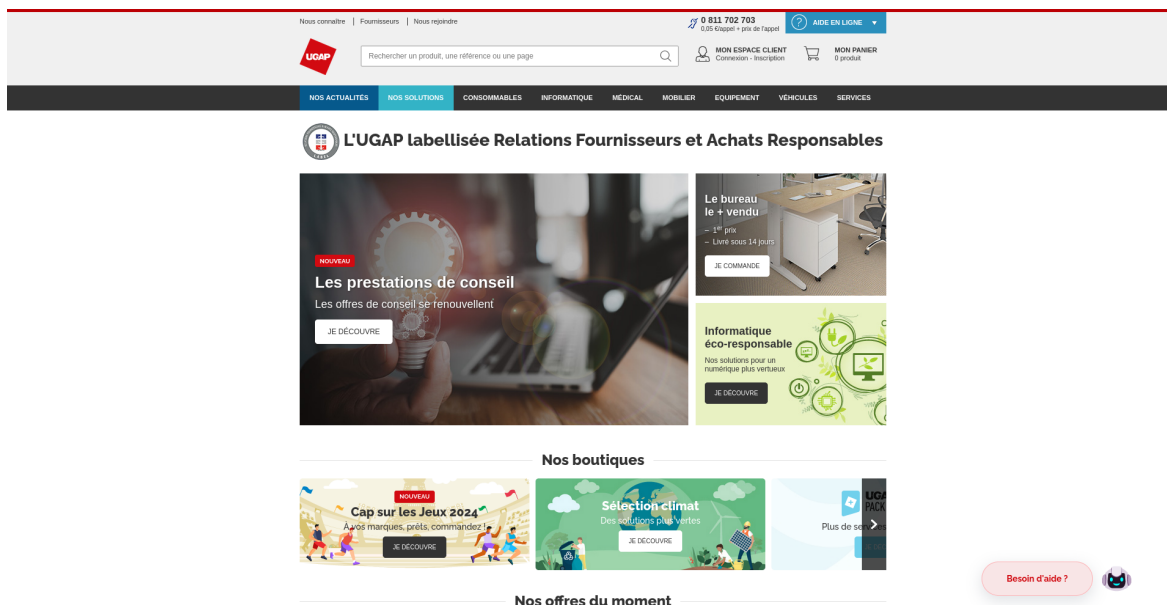 Nous connaître | Fournisseurs | Nous rejoindre
0 811 702 703
0,05 €/appel + prix de l'appel
? AIDE EN LIGNE
UGAP
Rechercher un produit, une référence ou une page
MON ESPACE CLIENT
Connexion - Inscription
MON PANIER
0 produit
NOS ACTUALITÉS NOS SOLUTIONS CONSOMMABLES INFORMATIQUE MÉDICAL MOBILIER EQUIPEMENT VÉHICULES SERVICES
L'UGAP labellisée Relations Fournisseurs et Achats Responsables
NOUVEAU
Les prestations de conseil
Les offres de conseil se renouvellent
JE DÉCOUVRE
Le bureau
le + vendu
– 1er prix
– Livré sous 14 jours
JE COMMANDE
Informatique
éco-responsable
Nos solutions pour un
numérique plus vertueux
JE DÉCOUVRE
Nos boutiques
NOUVEAU
Cap sur les Jeux 2024
À vos marques, prêts, commandez !
JE DÉCOUVRE
Sélection climat
Des solutions plus vertes
JE DÉCOUVRE
PACK
Plus de services
Besoin d'aide ?
Nos offres du moment